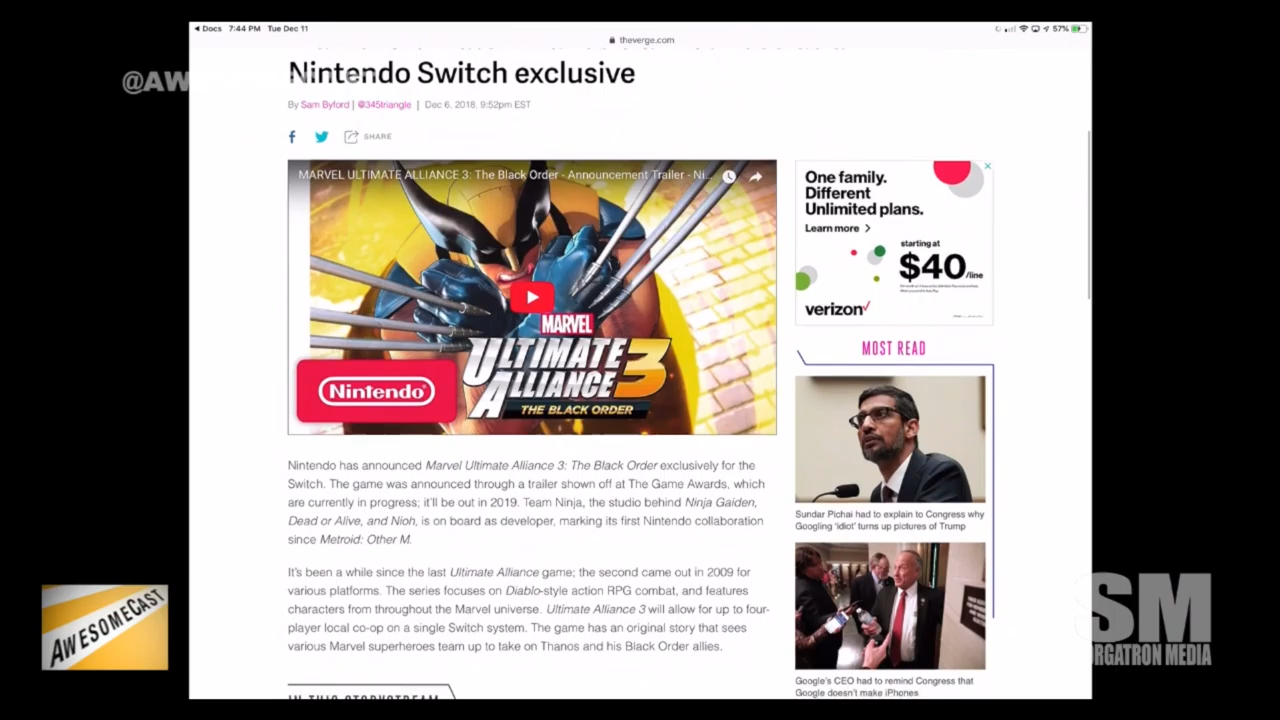 Docs 7:44 PM Tue Dec 11
57%
theverge.com
@AW
Nintendo Switch exclusive
By Sam Byford | @345triangle | Dec 6, 2018, 9:52pm EST
SHARE
MARVEL ULTIMATE ALLIANCE 3: The Black Order - Announcement Trailer - Ni...
MARVEL
ULTIMATE
ALLIANCE 3
THE BLACK ORDER
Nintendo
Nintendo has announced Marvel Ultimate Alliance 3: The Black Order exclusively for the
Switch. The game was announced through a trailer shown off at The Game Awards, which
are currently in progress; it'll be out in 2019. Team Ninja, the studio behind Ninja Gaiden,
Dead or Alive, and Nioh, is on board as developer, marking its first Nintendo collaboration
since Metroid: Other M.
It's been a while since the last Ultimate Alliance game; the second came out in 2009 for
various platforms. The series focuses on Diablo-style action RPG combat, and features
characters from throughout the Marvel universe. Ultimate Alliance 3 will allow for up to four-
player local co-op on a single Switch system. The game has an original story that sees
various Marvel superheroes team up to take on Thanos and his Black Order allies.
IN THIS STORYSTREAM
One family.
Different
Unlimited plans.
Learn more
starting at
$40/line
verizon
MOST READ
Sundar Pichai had to explain to Congress why
Googling 'idiot' turns up pictures of Trump
Google's CEO had to remind Congress that
Google doesn't make iPhones
AWESOMECAST
SM
ORGATRON MEDIA